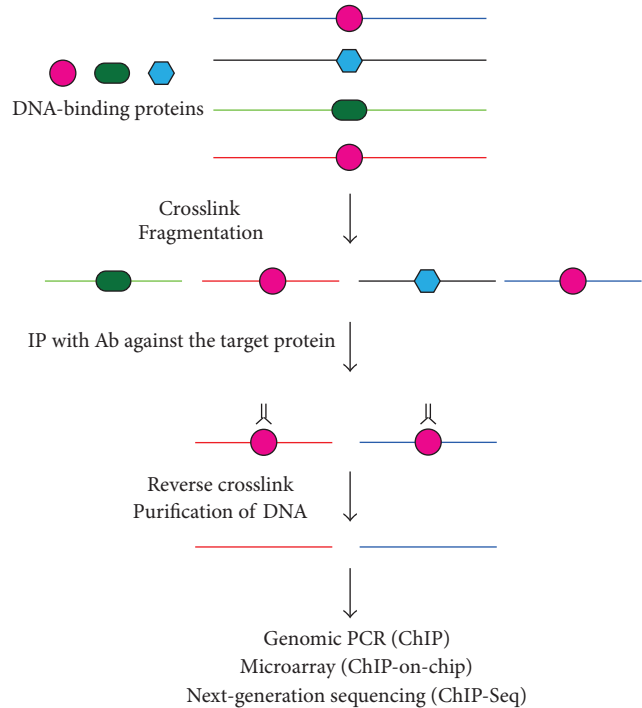 DNA-binding proteins
Crosslink
Fragmentation
IP with Ab against the target protein
Reverse crosslink
Purification of DNA
Genomic PCR (ChIP)
Microarray (ChIP-on-chip)
Next-generation sequencing (ChIP-Seq)